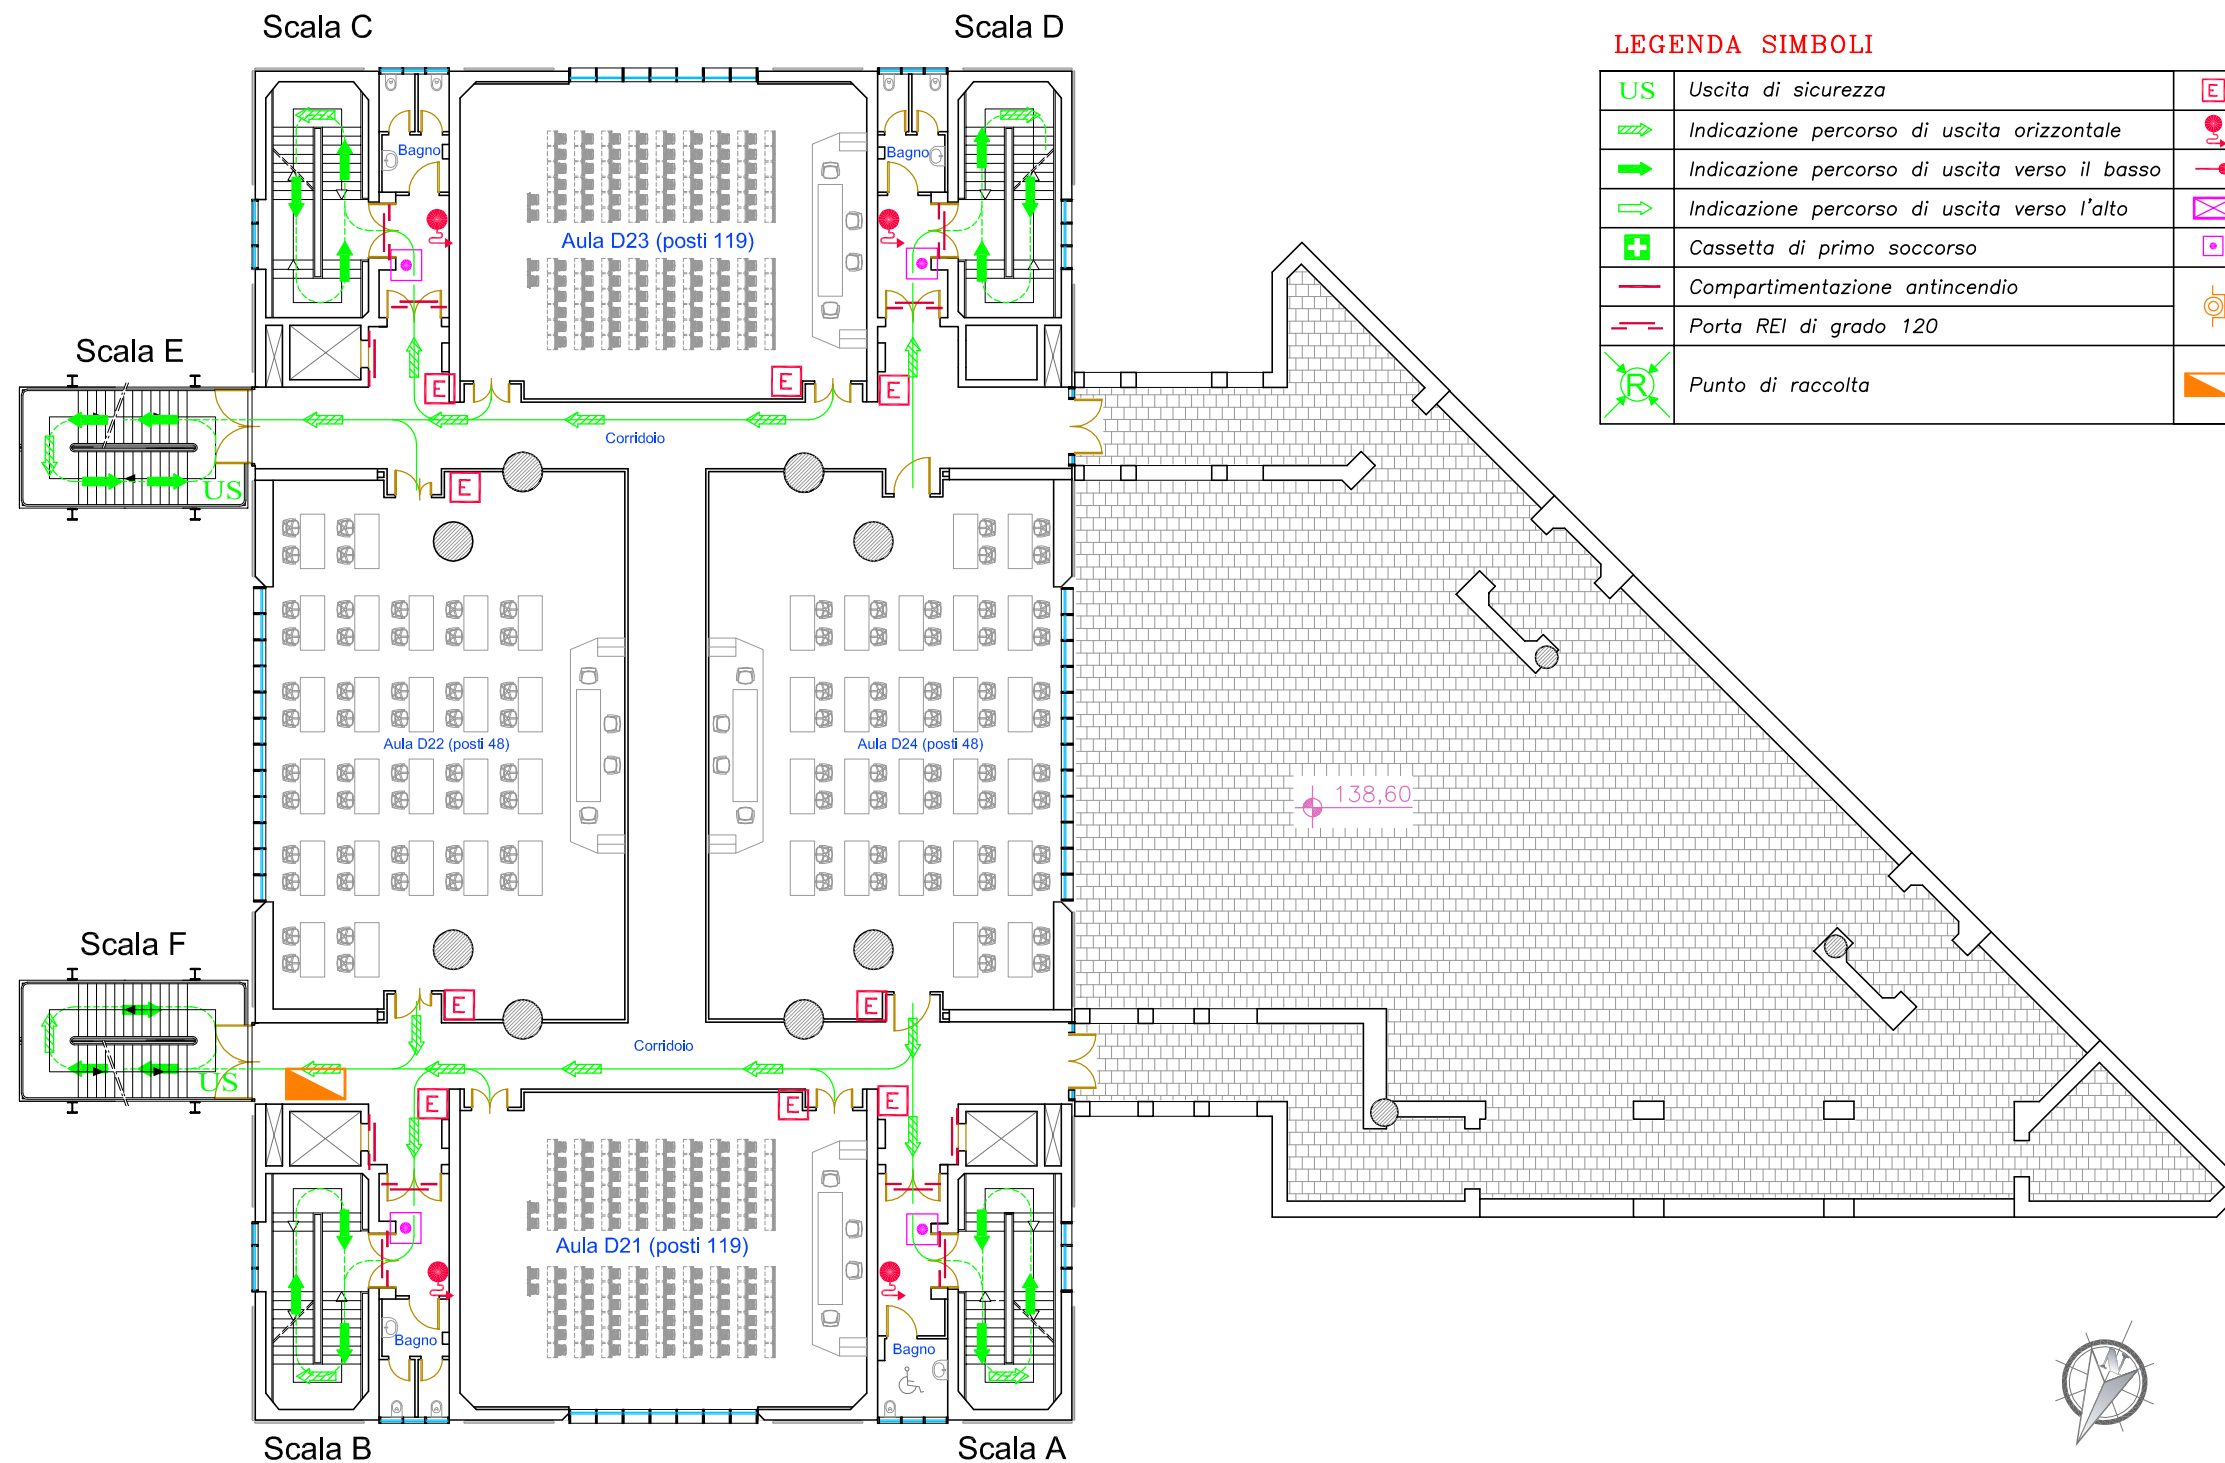 Scala C
Scala D
LEGENDA SIMBOLI
US Uscita di sicurezza
E
Indicazione percorso di uscita orizzontale
Indicazione percorso di uscita verso il basso
Indicazione percorso di uscita verso l'alto
Cassetta di primo soccorso
Compartimentazione antincendio
Porta REI di grado 120
R Punto di raccolta
Bagno
Bagno
Aula D23 (posti 119)
Scala E
E
E
E
Corridoio
US
E
Aula D22 (posti 48)
Aula D24 (posti 48)
138,60
Scala F
E
E
Corridoio
US
E
E
E
Aula D21 (posti 119)
Bagno
Bagno
N
Scala B
Scala A